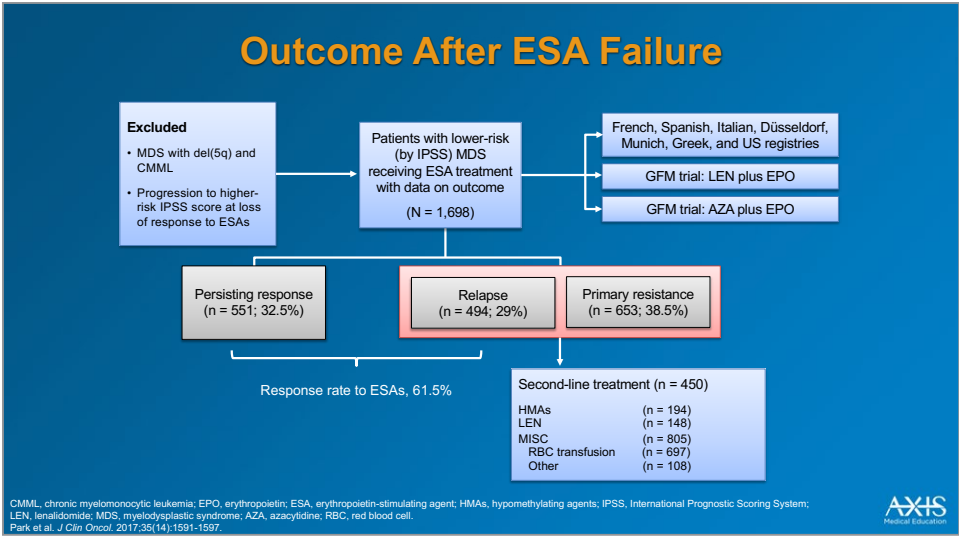 Outcome After ESA Failure
Excluded
• MDS with del(5q) and
CMML
• Progression to higher-
risk IPSS score at loss
of response to ESAs
Patients with lower-risk
(by IPSS) MDS
receiving ESA treatment
with data on outcome
(N = 1,698)
French, Spanish, Italian, Düsseldorf,
Munich, Greek, and US registries
GFM trial: LEN plus EPO
GFM trial: AZA plus EPO
Persisting response
(n = 551; 32.5%)
Relapse
(n = 494; 29%)
Primary resistance
(n = 653; 38.5%)
Response rate to ESAs, 61.5%
Second-line treatment (n = 450)
HMAs (n = 194)
LEN (n = 148)
MISC (n = 805)
RBC transfusion (n = 697)
Other (n = 108)
CMML, chronic myelomonocytic leukemia; EPO, erythropoietin; ESA, erythropoietin-stimulating agent; HMAs, hypomethylating agents; IPSS, International Prognostic Scoring System;
LEN, lenalidomide; MDS, myelodysplastic syndrome; AZA, azacytidine; RBC, red blood cell.
Park et al. J Clin Oncol. 2017;35(14):1591-1597.
AXIS
Medical Education